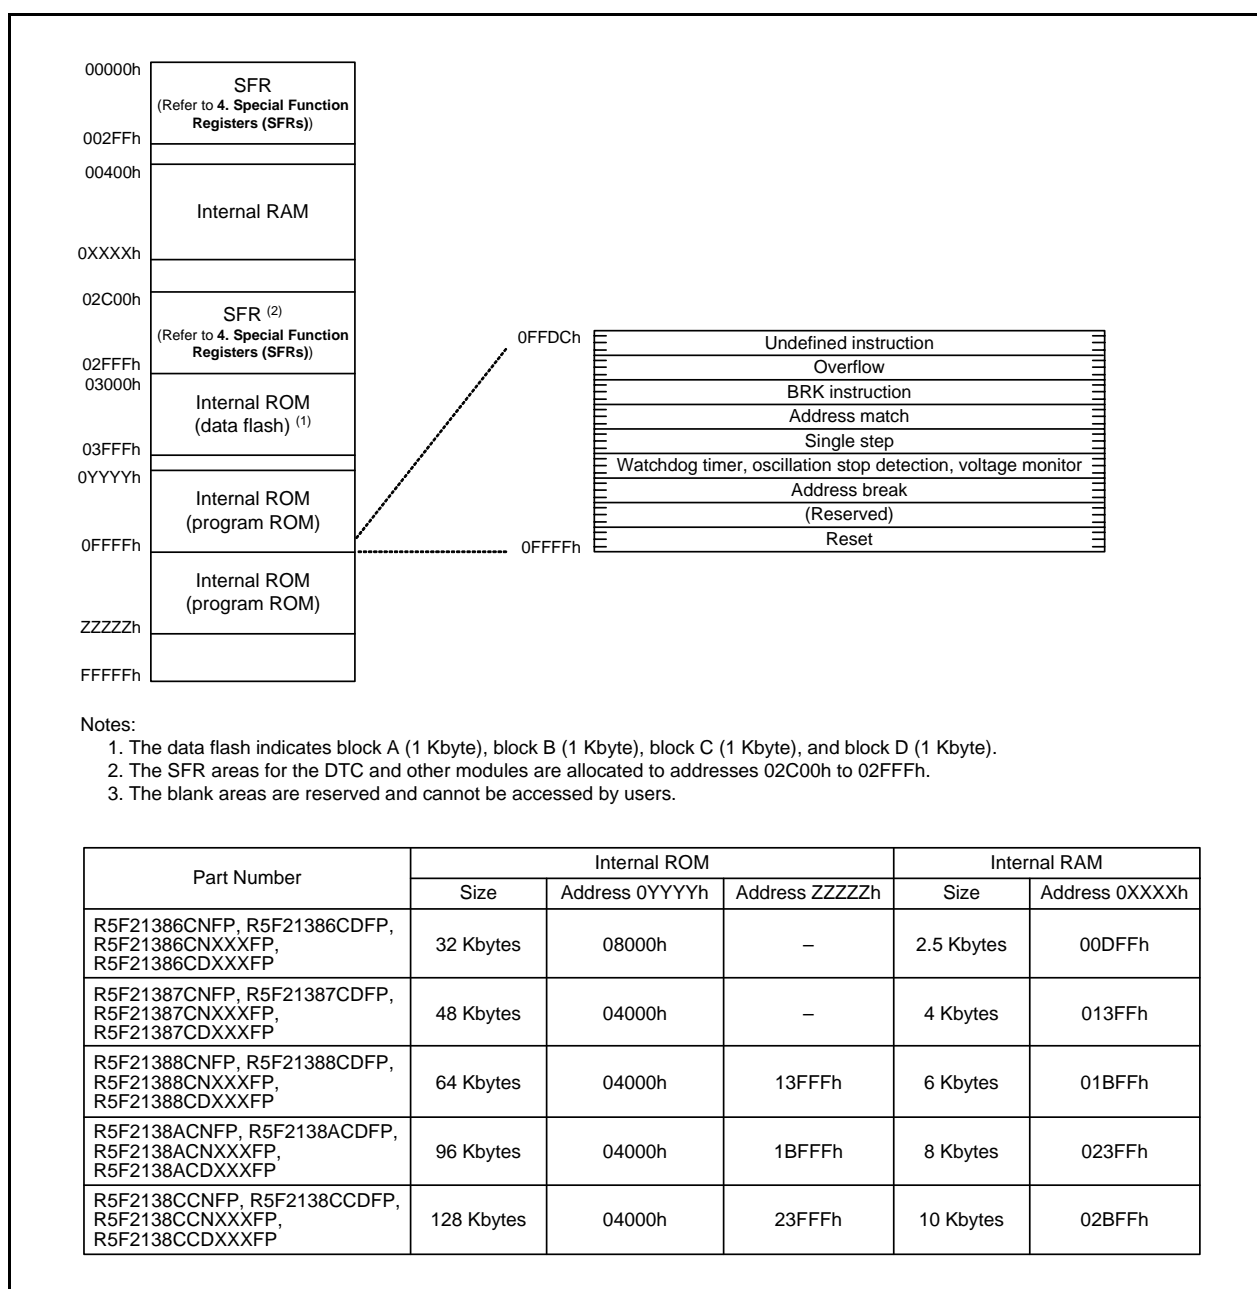 00000h
SFR
(Refer to 4. Special Function
Registers (SFRs))
002FFh
00400h
Internal RAM
0XXXXh
02C00h
SFR (2)
(Refer to 4. Special Function
Registers (SFRs))
02FFFh
03000h
Internal ROM
(data flash) (1)
03FFFh
0YYYYh
Internal ROM
(program ROM)
0FFFFh
Internal ROM
(program ROM)
ZZZZZh
FFFFFh
0FFDCh
Undefined instruction
Overflow
BRK instruction
Address match
Single step
Watchdog timer, oscillation stop detection, voltage monitor
Address break
(Reserved)
0FFFFh
Reset
Notes:
1. The data flash indicates block A (1 Kbyte), block B (1 Kbyte), block C (1 Kbyte), and block D (1 Kbyte).
2. The SFR areas for the DTC and other modules are allocated to addresses 02C00h to 02FFFh.
3. The blank areas are reserved and cannot be accessed by users.
Part Number Internal ROM Internal RAM
Size Address 0YYYYh Address ZZZZZh Size Address 0XXXXh
R5F21386CNFP, R5F21386CDFP,
R5F21386CNXXXFP,
R5F21386CDXXXFP
32 Kbytes 08000h – 2.5 Kbytes 00DFFh
R5F21387CNFP, R5F21387CDFP,
R5F21387CNXXXFP,
R5F21387CDXXXFP
48 Kbytes 04000h – 4 Kbytes 013FFh
R5F21388CNFP, R5F21388CDFP,
R5F21388CNXXXFP,
R5F21388CDXXXFP
64 Kbytes 04000h 13FFFh 6 Kbytes 01BFFh
R5F2138ACNFP, R5F2138ACDFP,
R5F2138ACNXXXFP,
R5F2138ACDXXXFP
96 Kbytes 04000h 1BFFFh 8 Kbytes 023FFh
R5F2138CCNFP, R5F2138CCDFP,
R5F2138CCNXXXFP,
R5F2138CCDXXXFP
128 Kbytes 04000h 23FFFh 10 Kbytes 02BFFh